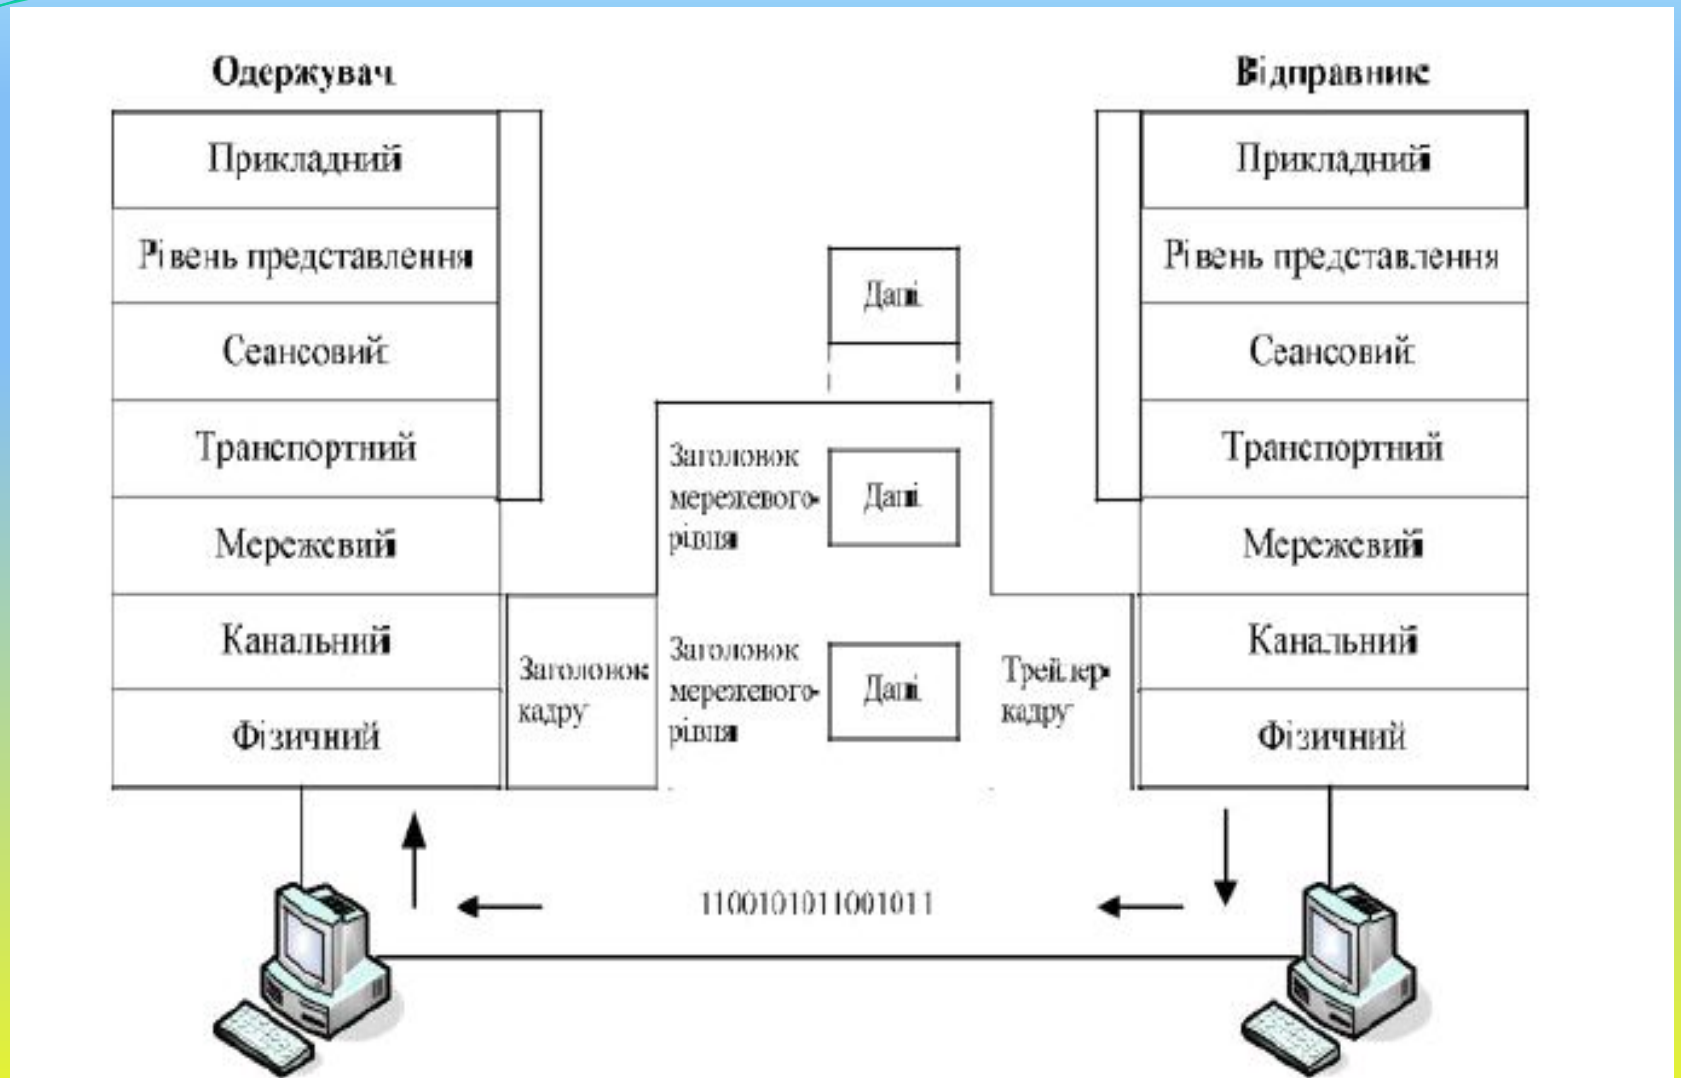 Одержувач
Прикладний
Рівень представлення
Сеансовий
Транспортний
Мережевий
Канальний
Фізичний
Дані
Заголовок
мережевого
рівня
Дані
Заголовок
кадру
Заголовок
мережевого
рівня
Дані
Трейлер
кадру
Відправник
Прикладний
Рівень представлення
Сеансовий
Транспортний
Мережевий
Канальний
Фізичний
1100101011001011